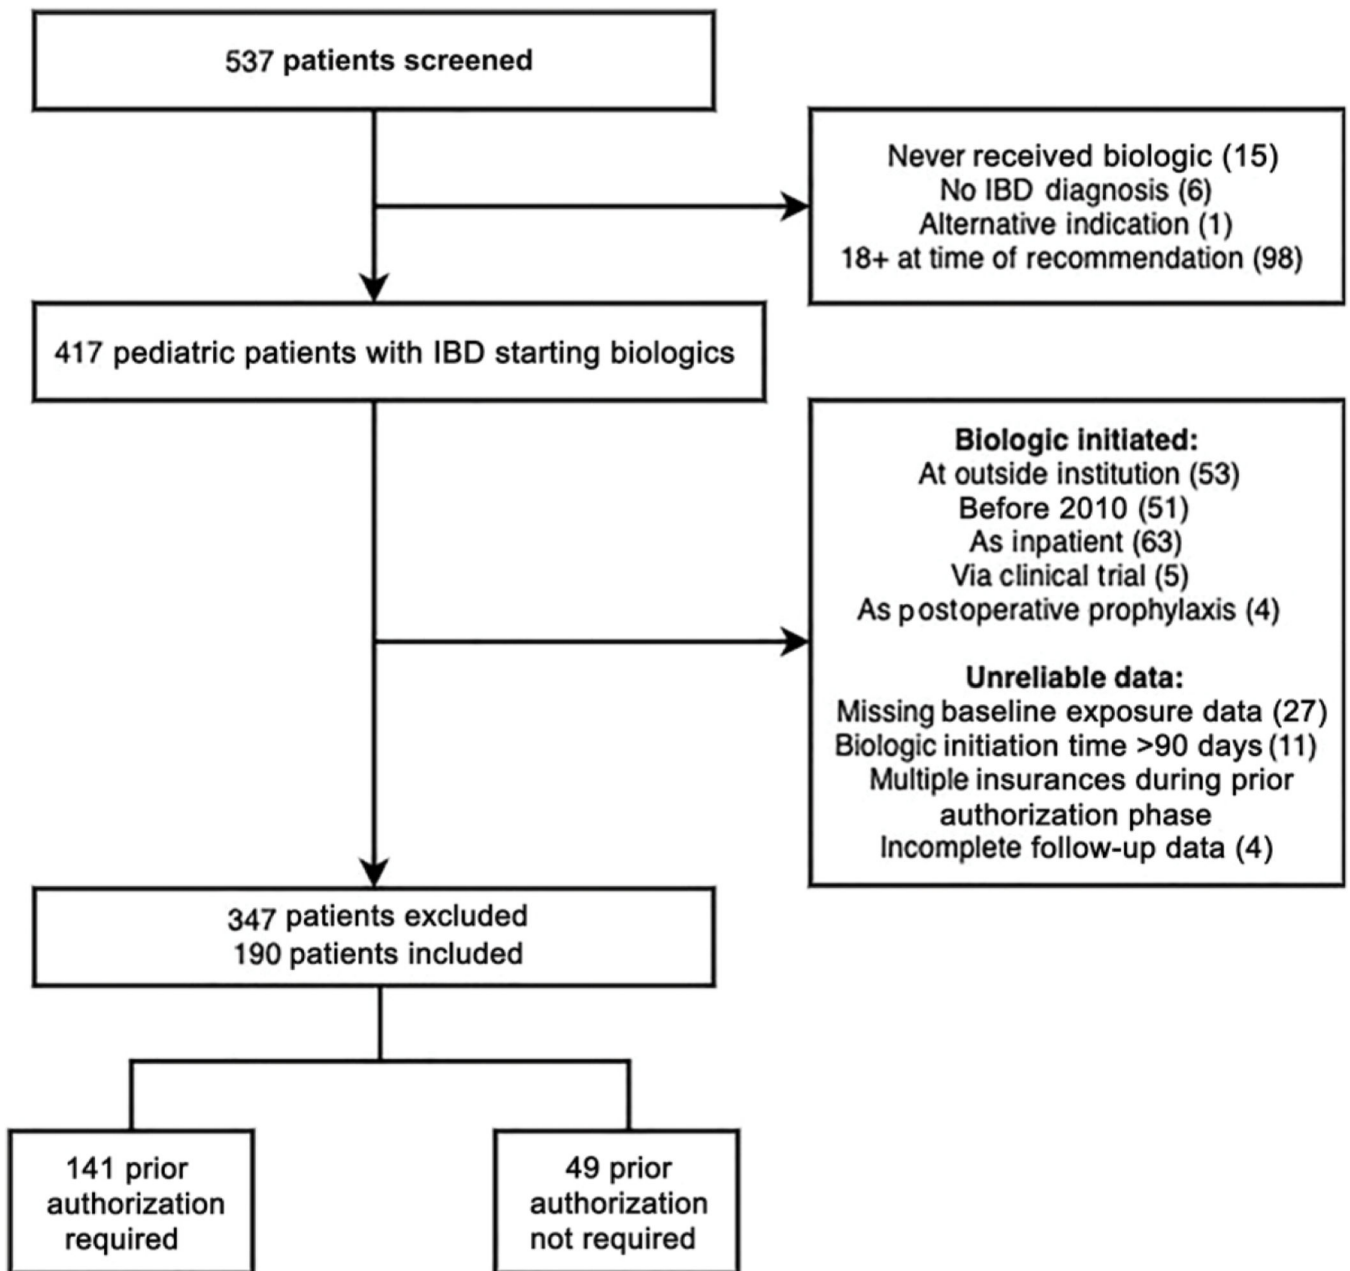 537 patients screened
Never received biologic (15)
No IBD diagnosis (6)
Alternative indication (1)
18+ at time of recommendation (98)
417 pediatric patients with IBD starting biologics
Biologic initiated:
At outside institution (53)
Before 2010 (51)
As inpatient (63)
Via clinical trial (5)
As postoperative prophylaxis (4)
Unreliable data:
Missing baseline exposure data (27)
Biologic initiation time >90 days (11)
Multiple insurances during prior
authorization phase
Incomplete follow-up data (4)
347 patients excluded
190 patients included
141 prior
authorization
required
49 prior
authorization
not required